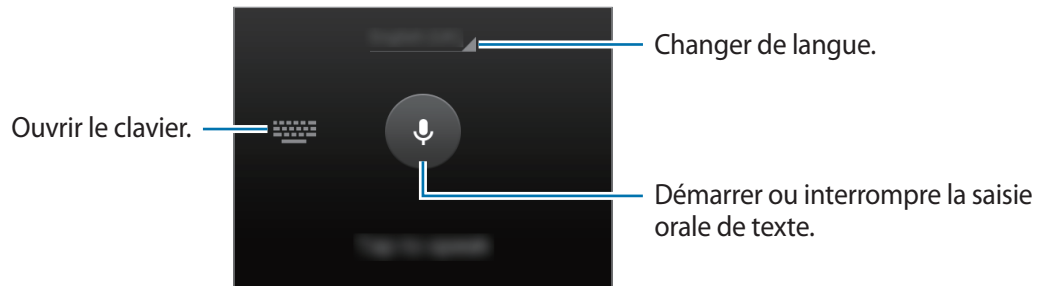 Changer de langue.
Ouvrir le clavier.
Démarrer ou interrompre la saisie
orale de texte.